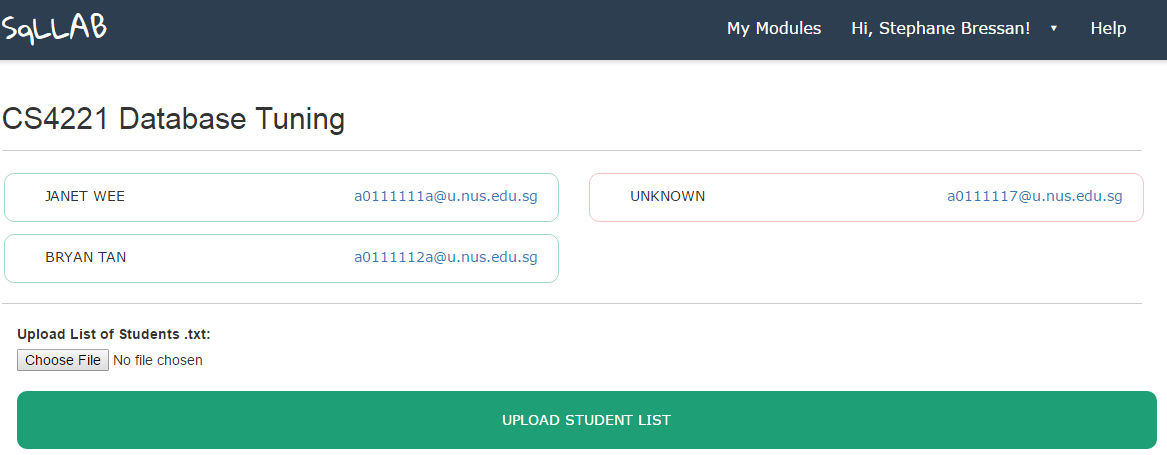 SqLLAB
My Modules Hi, Stephane Bressan! ▼ Help
CS4221 Database Tuning
JANET WEE a0111111a@u.nus.edu.sg
UNKNOWN a0111117@u.nus.edu.sg
BRYAN TAN a0111112a@u.nus.edu.sg
Upload List of Students .txt:
Choose File No file chosen
UPLOAD STUDENT LIST